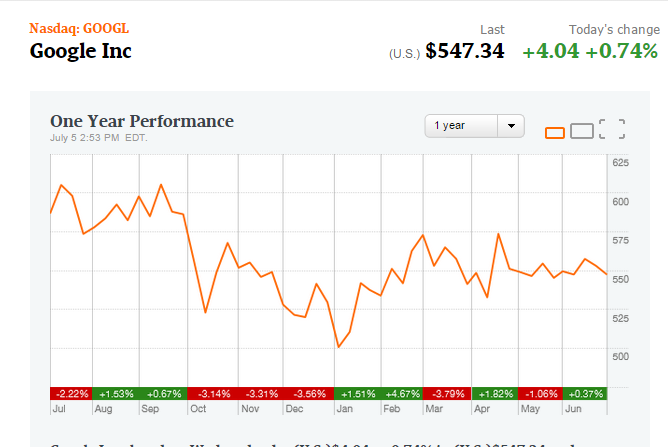 Nasdaq: GOOGL
Last
Today's change
Google Inc
(U.S.) $547.34
+4.04 +0.74%
One Year Performance
July 5 2:53 PM EDT.
1 year
625
600
575
550
525
500
-2.22% +1.53% +0.67% -3.14% -3.31% -3.56% +1.51% +4.67% -3.79% +1.82% -1.06% +0.37%
Jul Aug Sep Oct Nov Dec Jan Feb Mar Apr May Jun